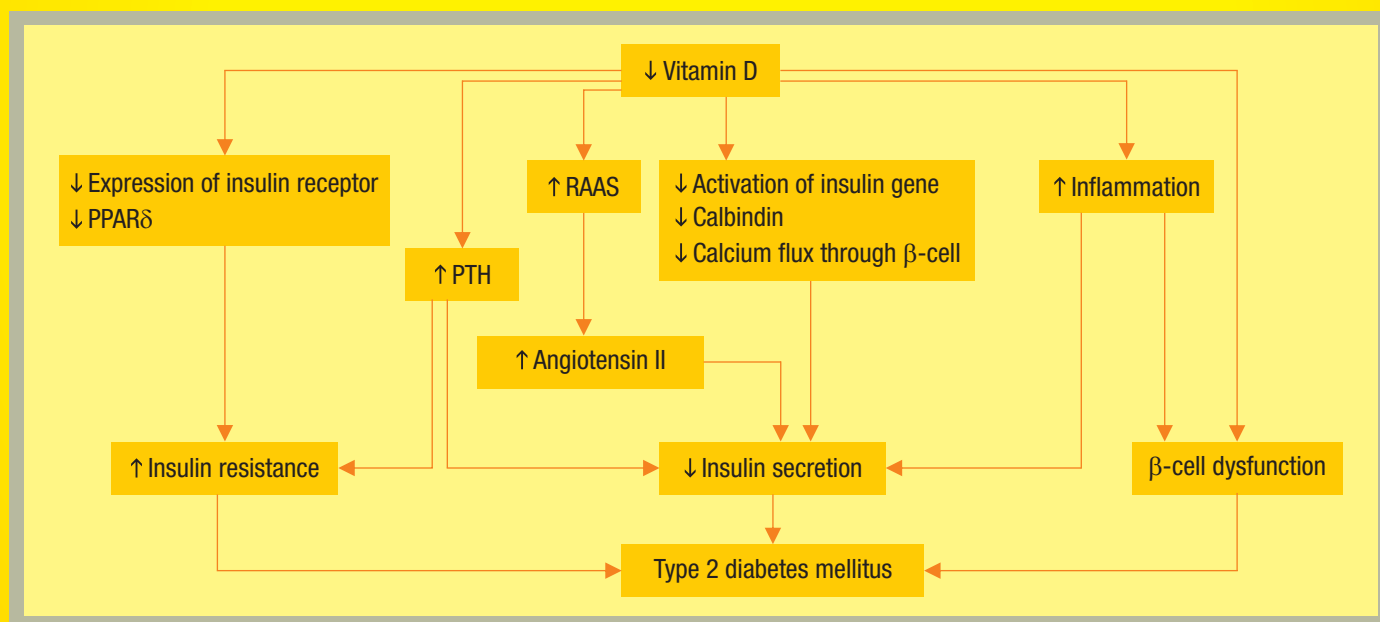 ↓ Vitamin D
↓ Expression of insulin receptor
↓ PPARδ
↑ RAAS
↓ Activation of insulin gene
↓ Calbindin
↓ Calcium flux through β-cell
↑ Inflammation
↑ PTH
↑ Angiotensin II
↑ Insulin resistance
↓ Insulin secretion
β-cell dysfunction
Type 2 diabetes mellitus